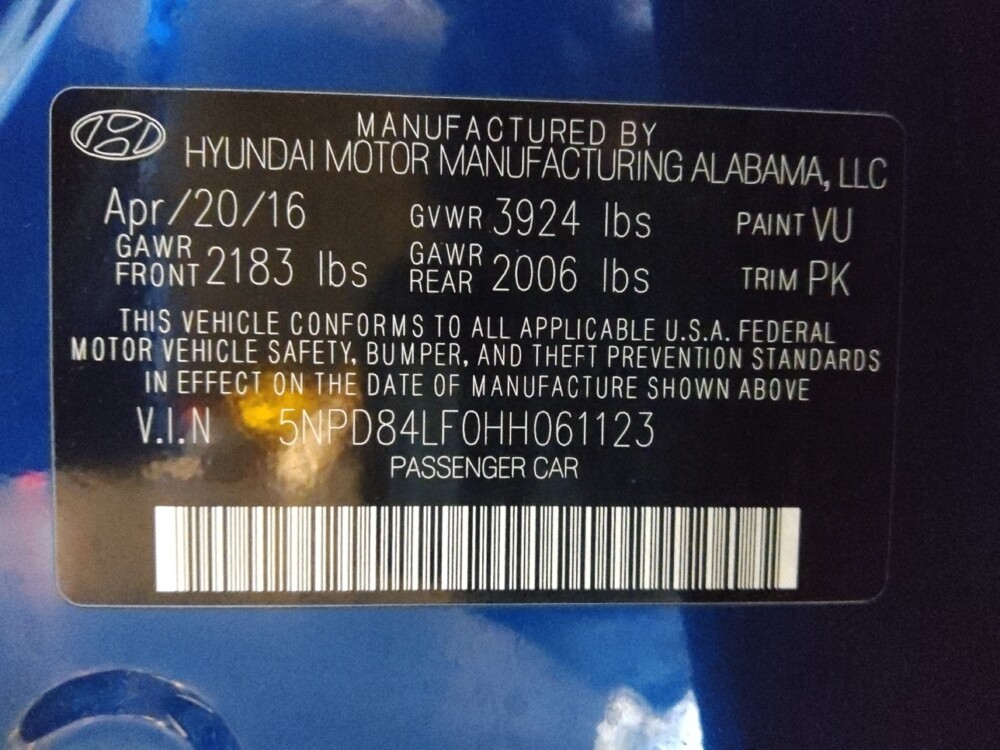 MANUFACTURED BY
HYUNDAI MOTOR MANUFACTURING ALABAMA, LLC
Apr/20/16 GVWR 3924 lbs PAINT VU
GAWR FRONT 2183 lbs GAWR REAR 2006 lbs TRIM PK
THIS VEHICLE CONFORMS TO ALL APPLICABLE U.S.A. FEDERAL
MOTOR VEHICLE SAFETY, BUMPER, AND THEFT PREVENTION STANDARDS
IN EFFECT ON THE DATE OF MANUFACTURE SHOWN ABOVE
V.I.N 5NPD84LF0HH061123
PASSENGER CAR